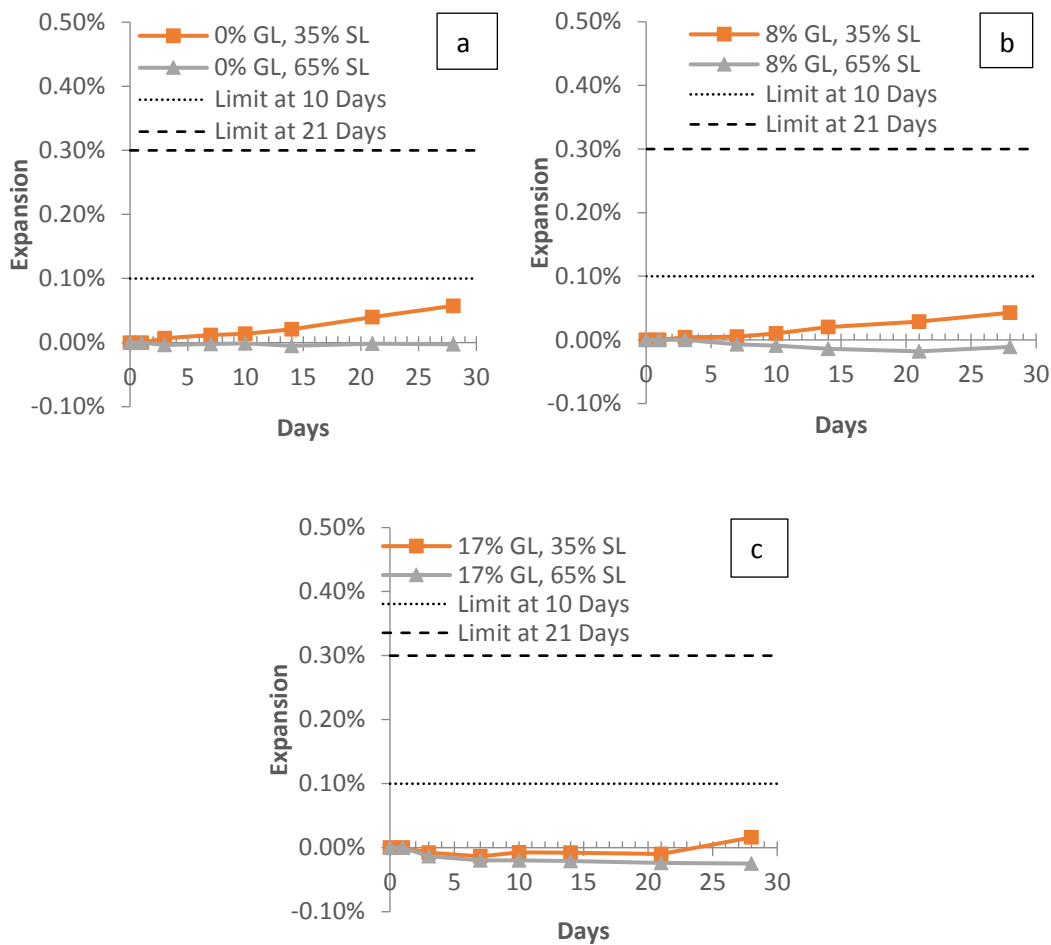 0.50%
0.40%
0.30%
0.20%
0.10%
0.00%
-0.10%
0 5 10 15 20 25 30
Expansion
Days
0% GL, 35% SL
0% GL, 65% SL
Limit at 10 Days
Limit at 21 Days
a
0.50%
0.40%
0.30%
0.20%
0.10%
0.00%
-0.10%
0 5 10 15 20 25 30
Expansion
Days
8% GL, 35% SL
8% GL, 65% SL
Limit at 10 Days
Limit at 21 Days
b
0.50%
0.40%
0.30%
0.20%
0.10%
0.00%
-0.10%
0 5 10 15 20 25 30
Expansion
Days
17% GL, 35% SL
17% GL, 65% SL
Limit at 10 Days
Limit at 21 Days
c